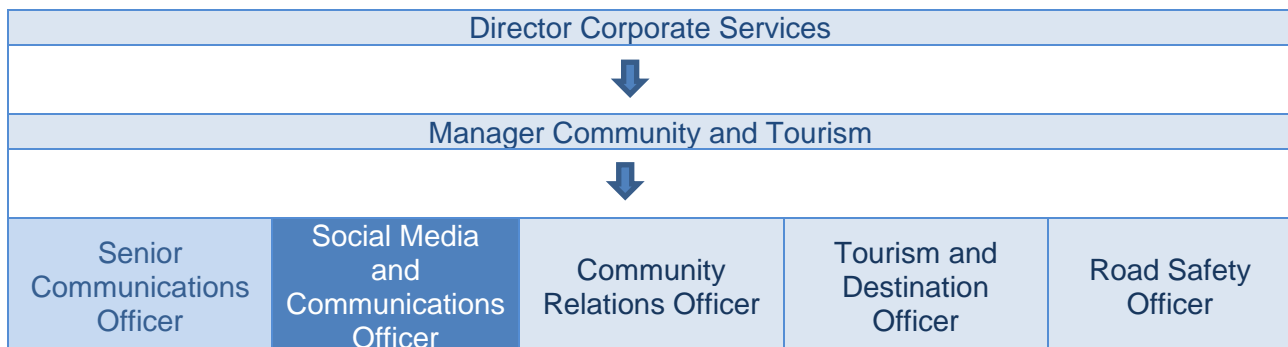 Director Corporate Services
Manager Community and Tourism
Senior
Communications
Officer
Social Media
and
Communications
Officer
Community
Relations Officer
Tourism and
Destination
Officer
Road Safety
Officer